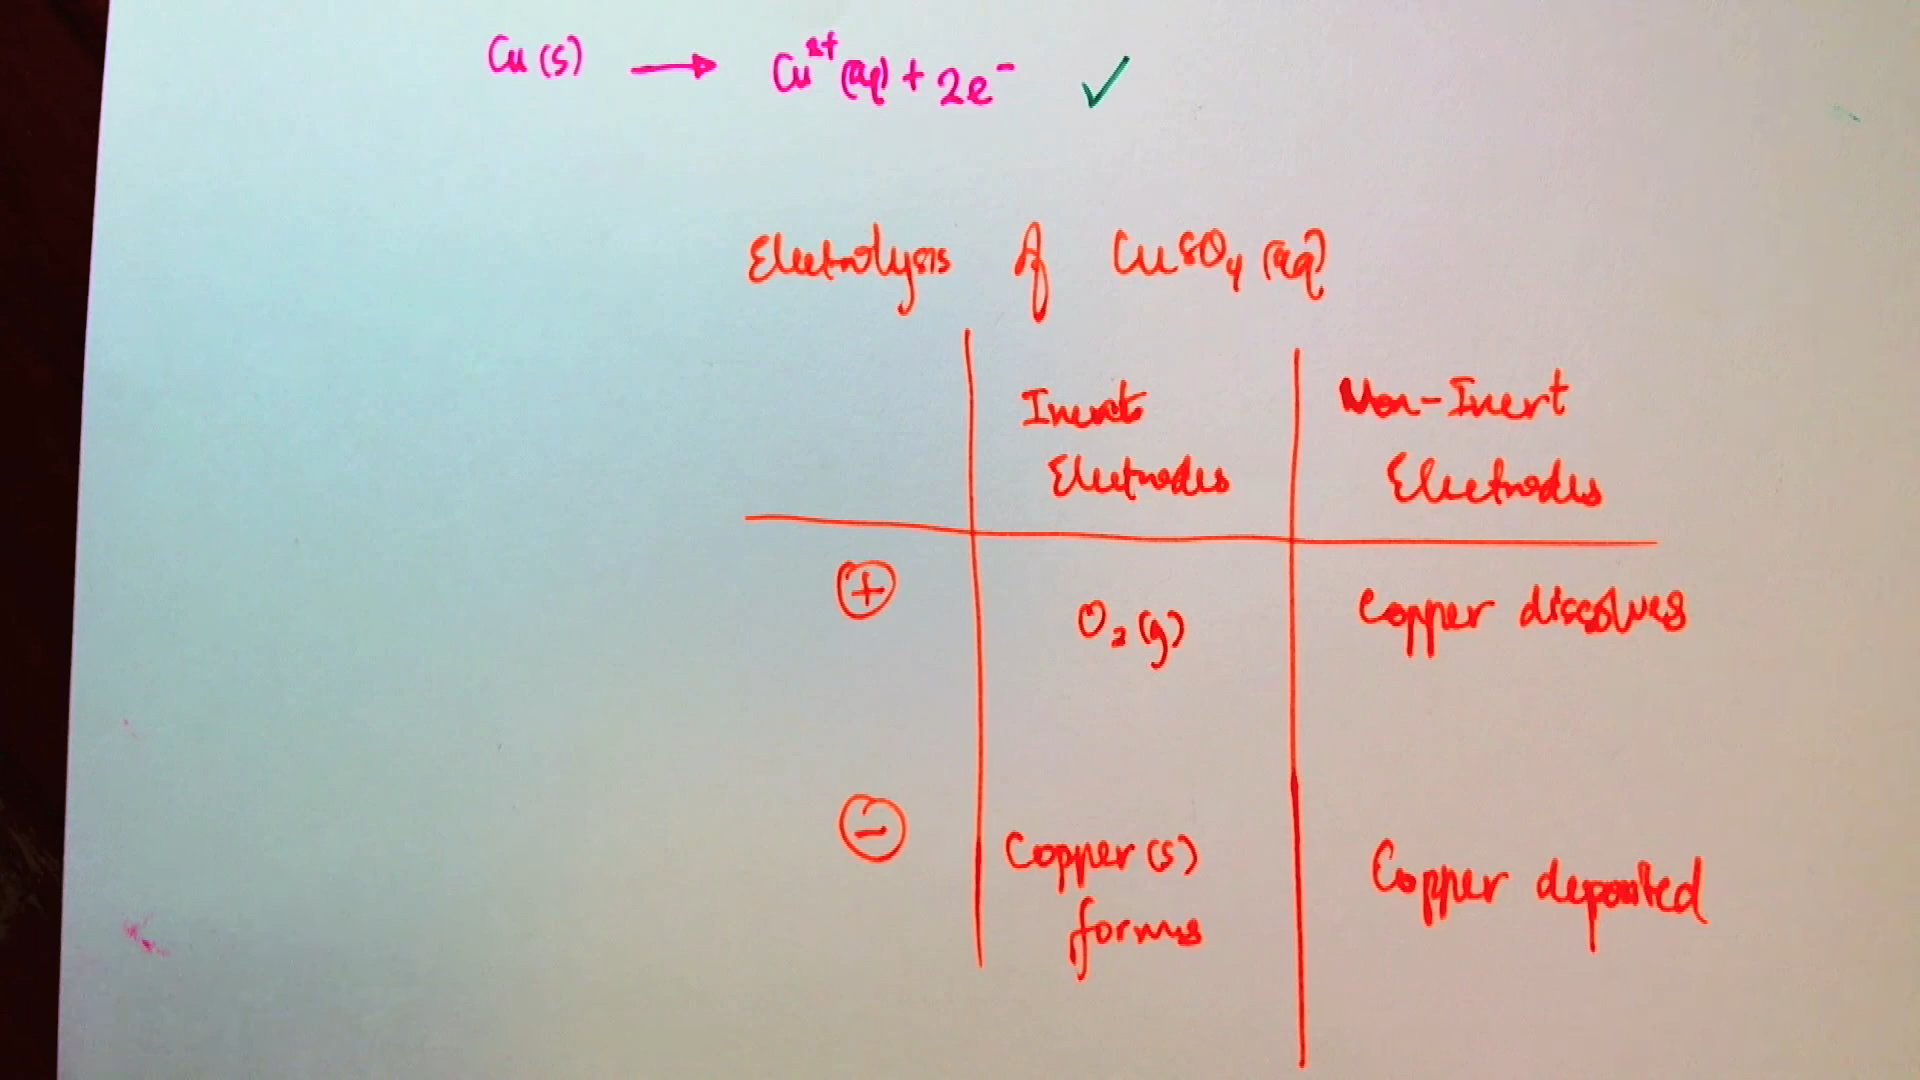 Cu (s) → Cu²⁺ (aq) + 2e⁻ ✓
Electrolysis of CuSO₄ (aq)
Inert Non-Inert
Electrodes Electrodes
+ O₂ (g) Copper dissolves
- Copper (s) Copper deposited
forms